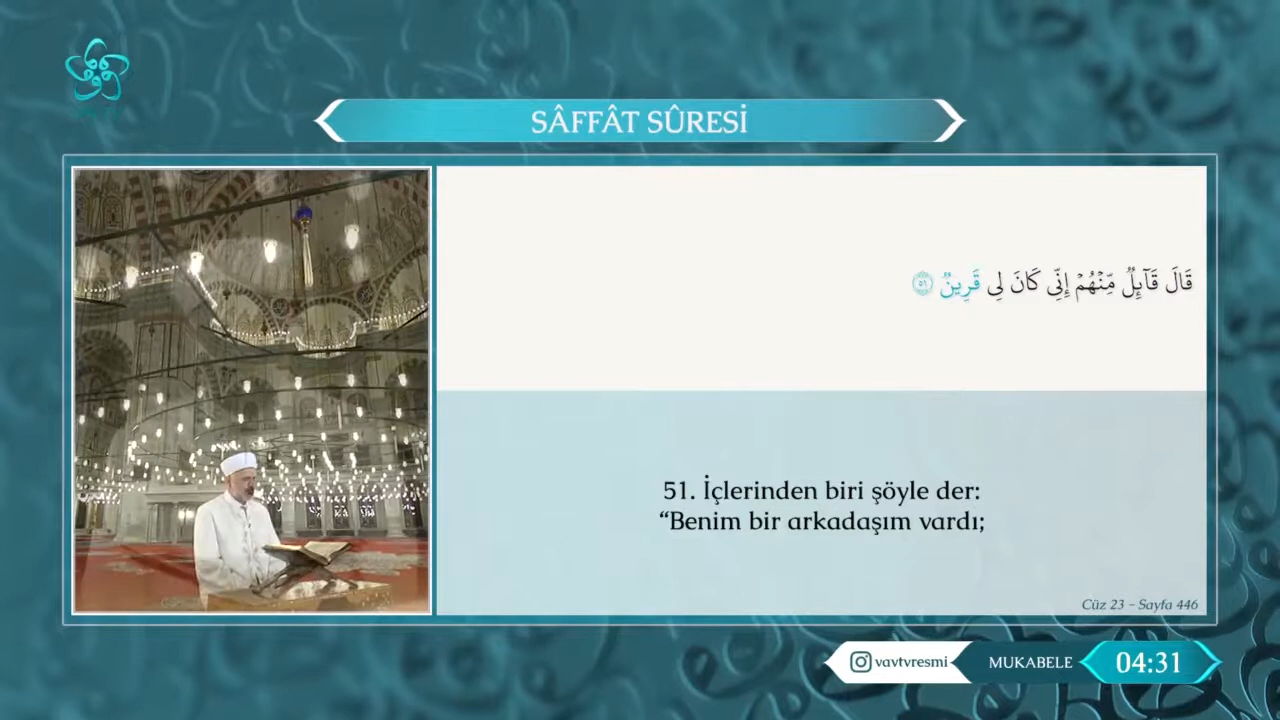 SÂFFÂT SÛRESİ
قَالَ قَآئِلٌ مِّنْهُمْ إِنِّي كَانَ لِي قَرِينٌ ٥١
51. İçlerinden biri şöyle der:
“Benim bir arkadaşım vardı;
Cüz 23 - Sayfa 446
vavtvresmi
MUKABELE
04:31